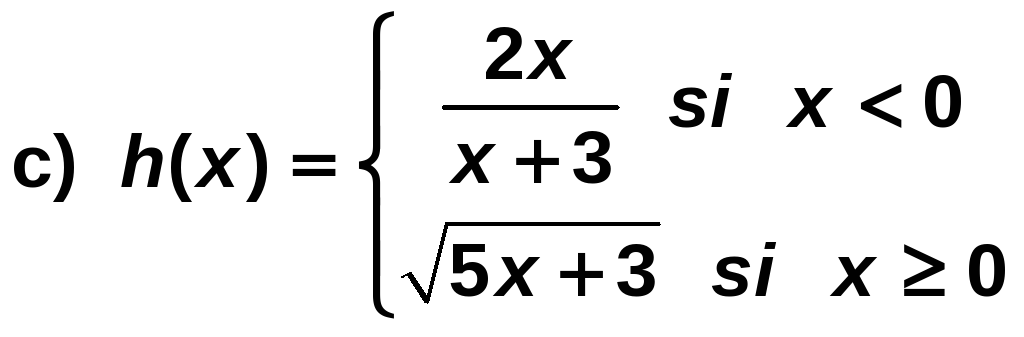 c) h(x) = { 2x / (x + 3) si x < 0
√(5x + 3) si x ≥ 0